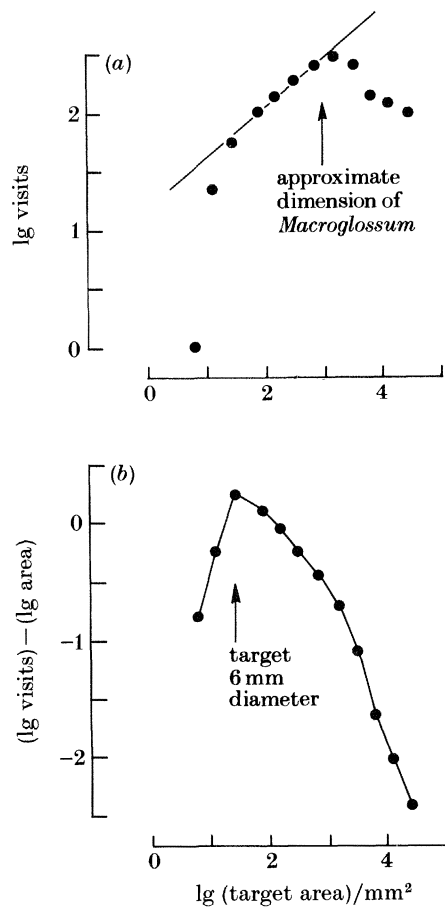 (a)
2
1
0
lg visits
approximate
dimension of
Macroglossum
0
2
4
(b)
0
−1
−2
(lg visits)−(lg area)
target
6 mm
diameter
0
2
4
lg (target area)/mm²